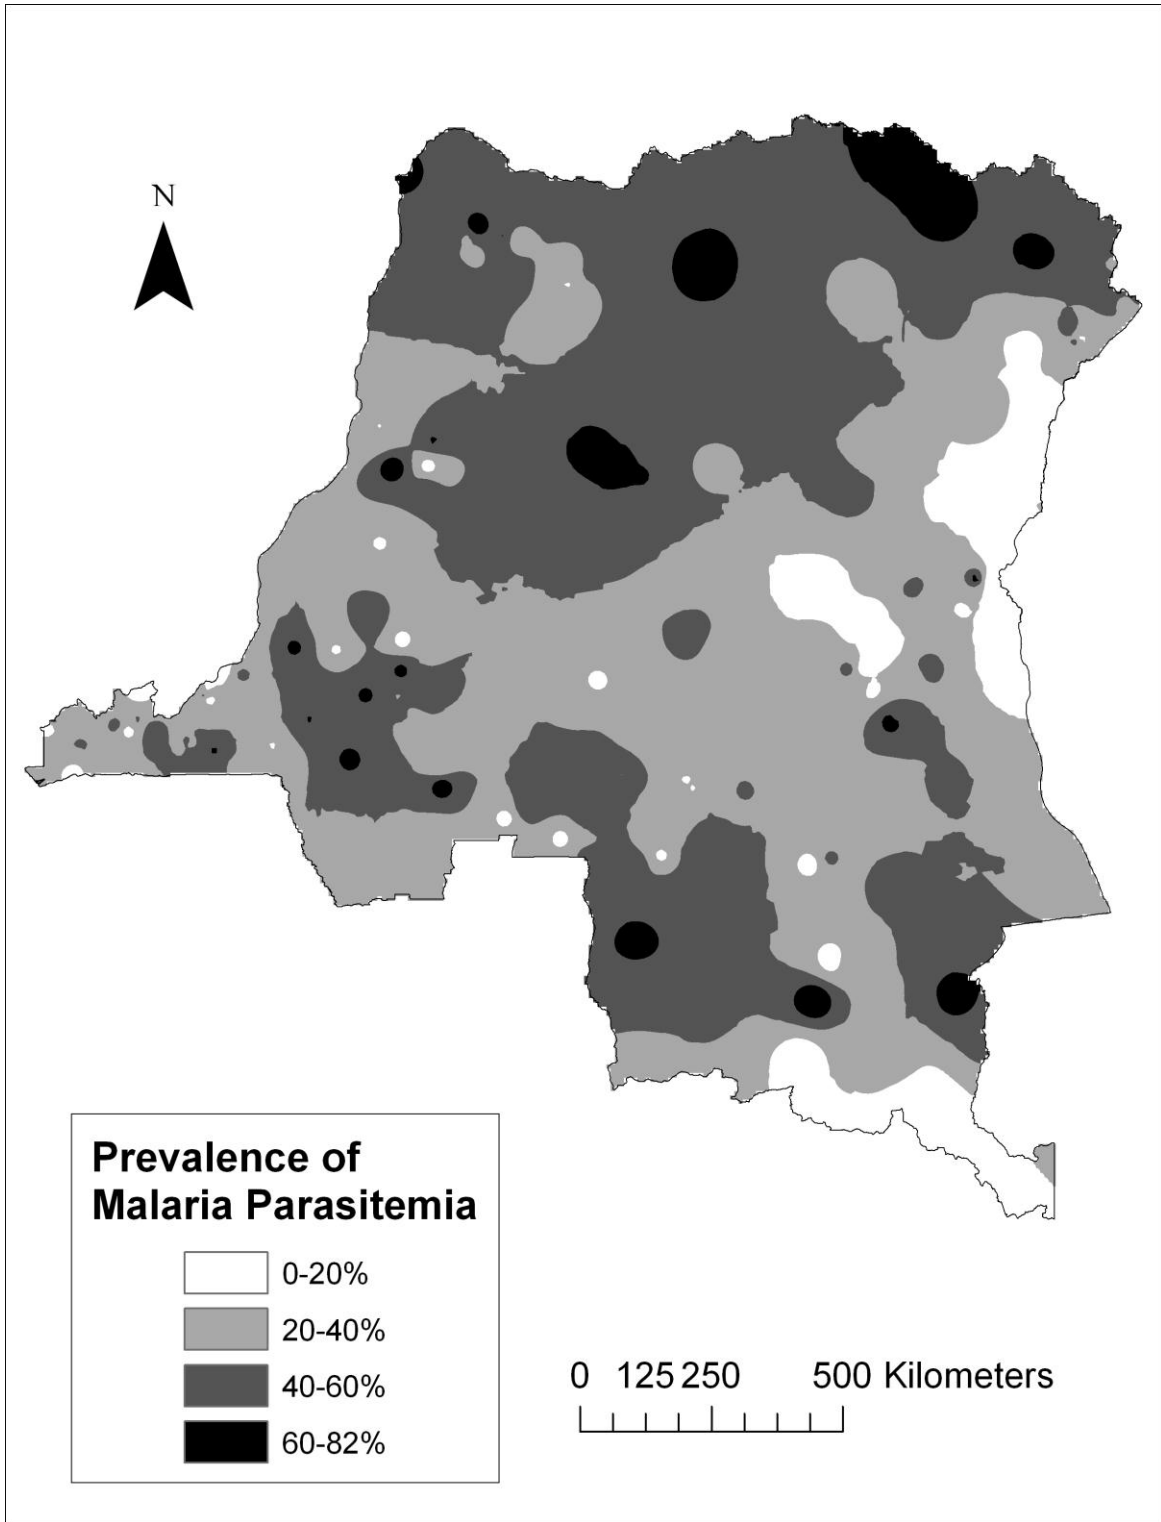 N
Prevalence of
Malaria Parasitemia
0-20%
20-40%
40-60%
60-82%
0 125 250 500 Kilometers